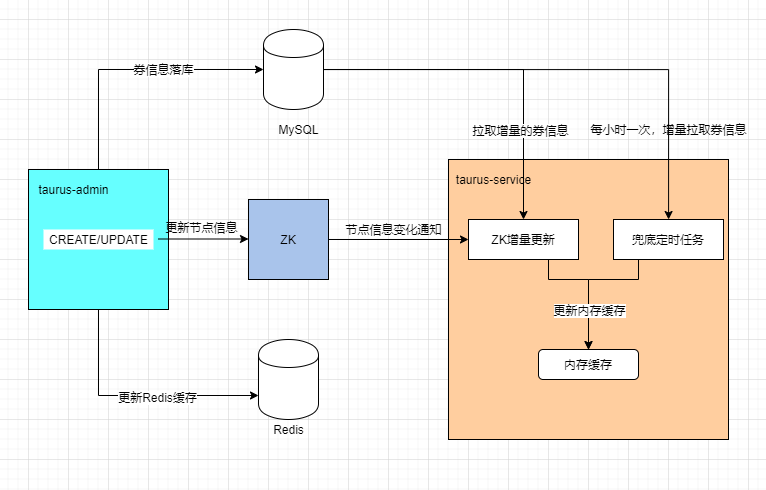 券信息落库
MySQL
拉取增量的券信息
每小时一次，增量拉取券信息
taurus-admin
taurus-service
CREATE/UPDATE
更新节点信息
ZK
节点信息变化通知
ZK增量更新
兜底定时任务
更新内存缓存
内存缓存
更新Redis缓存
Redis